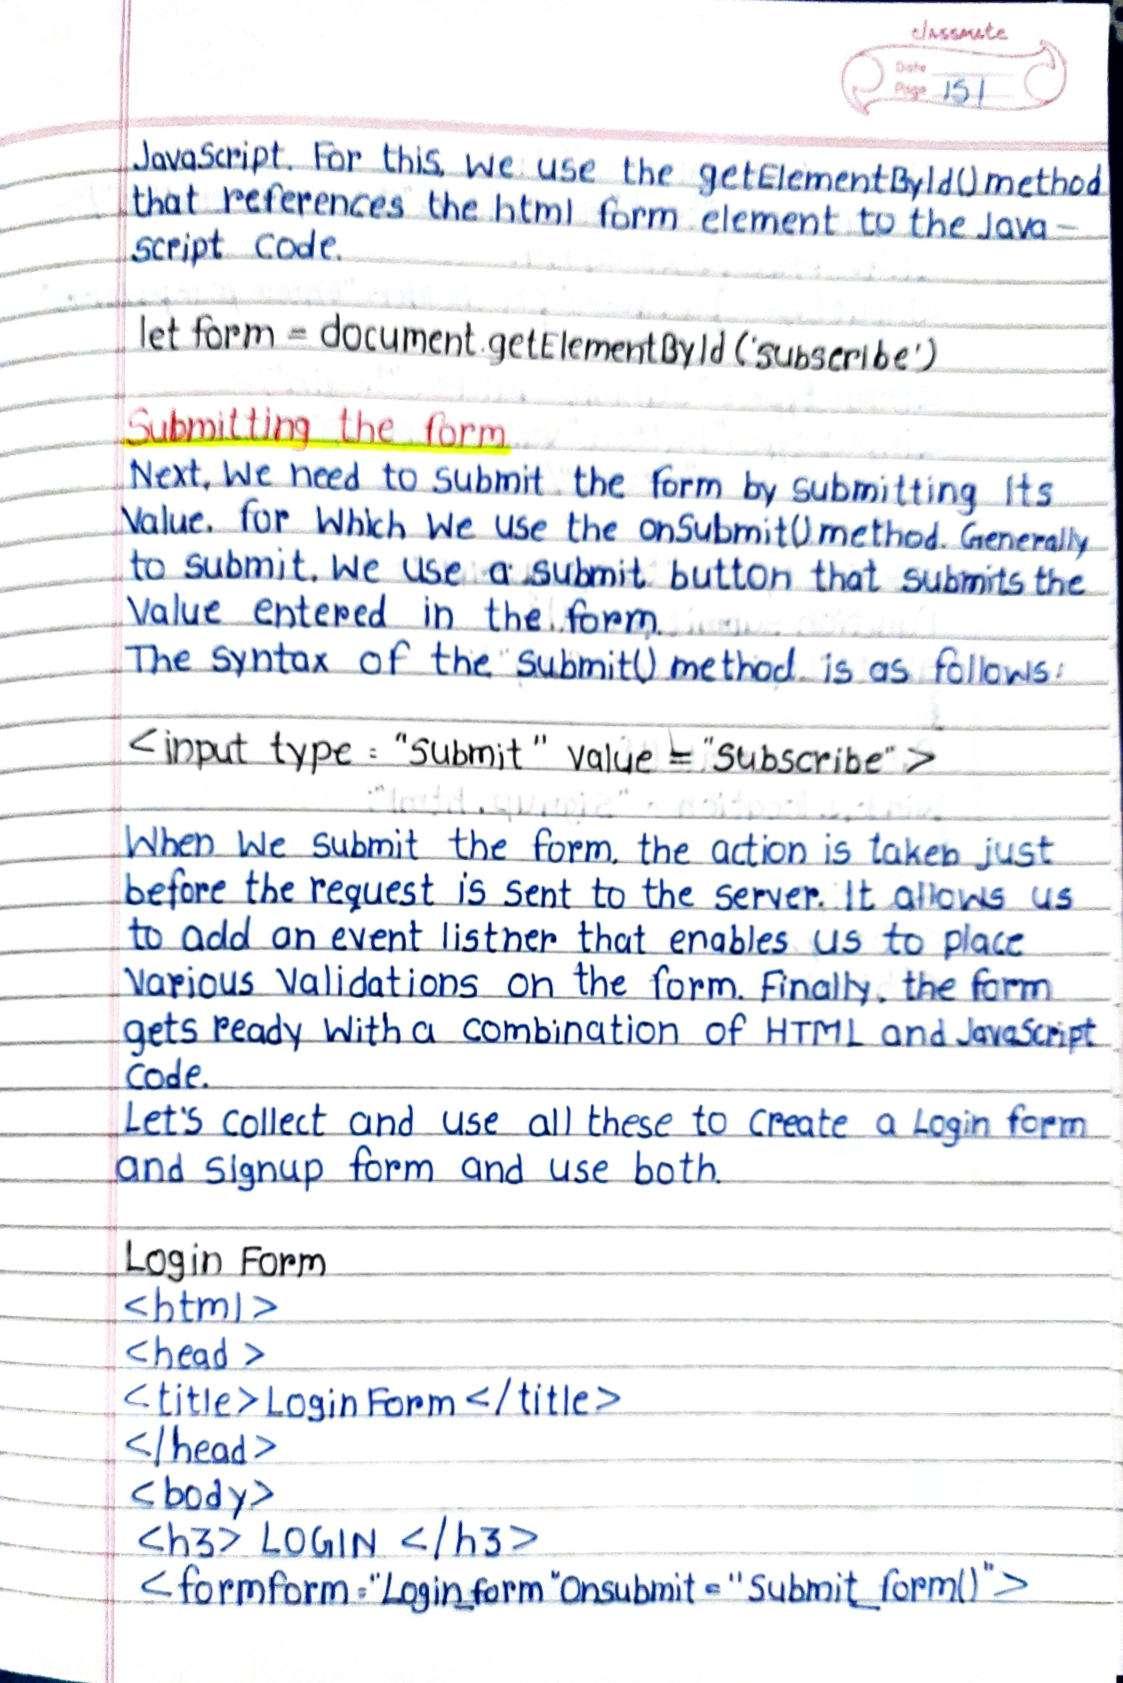 classmate
Date
Page 151
JavaScript. For this, we use the getElementById() method
that references the html form element to the Java-
script code.
let form = document.getElementById ('subscribe')
Submitting the form
Next, We need to submit the form by submitting its
Value. for Which We use the onSubmit() method. Generally
to submit, We use a submit button that submits the
Value entered in the form.
The syntax of the submit() method is as follows:
<input type = "Submit" value = "Subscribe">
When We submit the form, the action is taken just
before the request is sent to the server. It allows us
to add an event listner that enables us to place
Various Validations on the form. Finally, the form
gets ready With a combination of HTML and JavaScript
Code.
Let's collect and use all these to create a Login form
and signup form and use both.
Login Form
<html>
<head>
<title>Login Form</title>
</head>
<body>
<h3> LOGIN </h3>
<formform="Login_form"Onsubmit="Submit_form()">